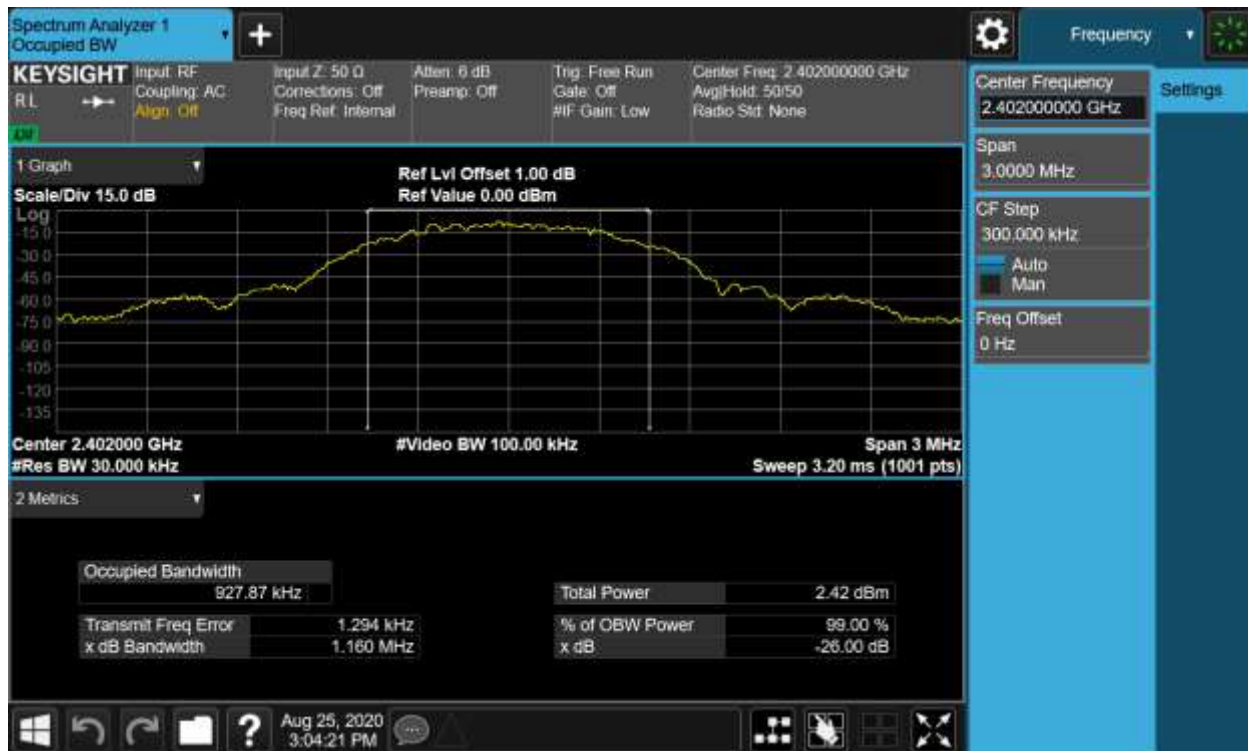 Spectrum Analyzer 1
Occupied BW
+
Frequency
KEYSIGHT
RL
Input: RF
Coupling: AC
Align: Off
Input Z: 50 Ω
Corrections: Off
Freq Ref: Internal
Atten: 6 dB
Preamp: Off
Trig: Free Run
Gate: Off
#IF Gain: Low
Center Freq: 2.402000000 GHz
Avg|Hold: 50/50
Radio Std: None
Center Frequency
2.402000000 GHz
Settings
Span
3.0000 MHz
CF Step
300.000 kHz
Auto
Man
Freq Offset
0 Hz
1 Graph
Scale/Div 15.0 dB
Ref Lvl Offset 1.00 dB
Ref Value 0.00 dBm
Log
-15.0
-30.0
-45.0
-60.0
-75.0
-90.0
-105
-120
-135
Center 2.402000 GHz
#Video BW 100.00 kHz
Span 3 MHz
#Res BW 30.000 kHz
Sweep 3.20 ms (1001 pts)
2 Metrics
Occupied Bandwidth
927.87 kHz
Total Power 2.42 dBm
Transmit Freq Error 1.294 kHz
% of OBW Power 99.00 %
x dB Bandwidth 1.160 MHz
x dB -26.00 dB
?
Aug 25, 2020
3:04:21 PM